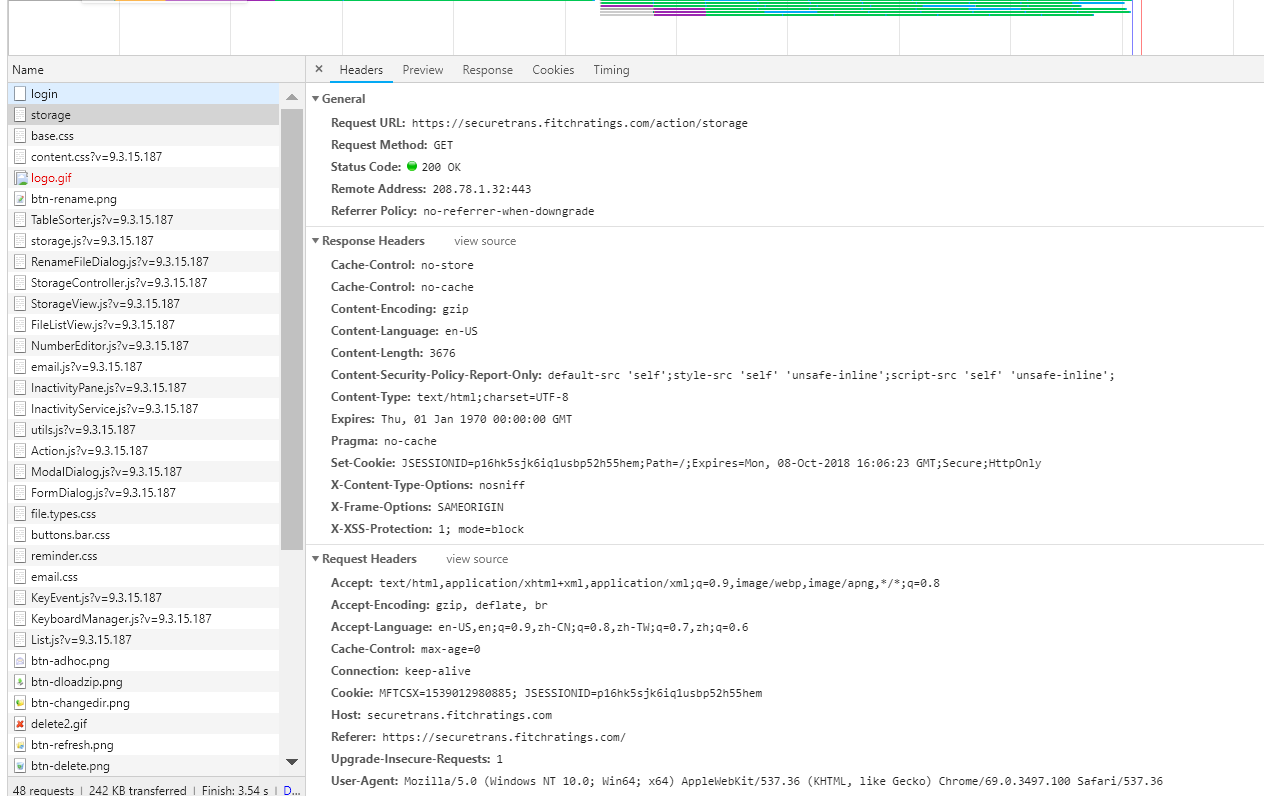 Name
× Headers Preview Response Cookies Timing
login
storage
base.css
content.css?v=9.3.15.187
logo.gif
btn-rename.png
TableSorter.js?v=9.3.15.187
storage.js?v=9.3.15.187
RenameFileDialog.js?v=9.3.15.187
StorageController.js?v=9.3.15.187
StorageView.js?v=9.3.15.187
FileListView.js?v=9.3.15.187
NumberEditor.js?v=9.3.15.187
email.js?v=9.3.15.187
InactivityPane.js?v=9.3.15.187
InactivityService.js?v=9.3.15.187
utils.js?v=9.3.15.187
Action.js?v=9.3.15.187
ModalDialog.js?v=9.3.15.187
FormDialog.js?v=9.3.15.187
file.types.css
buttons.bar.css
reminder.css
email.css
KeyEvent.js?v=9.3.15.187
KeyboardManager.js?v=9.3.15.187
List.js?v=9.3.15.187
btn-adhoc.png
btn-dloadzip.png
btn-changedir.png
delete2.gif
btn-refresh.png
btn-delete.png
48 requests | 242 KB transferred | Finish: 3.54 s | D...
General
Request URL: https://securetrans.fitchratings.com/action/storage
Request Method: GET
Status Code: 200 OK
Remote Address: 208.78.1.32:443
Referrer Policy: no-referrer-when-downgrade
Response Headers view source
Cache-Control: no-store
Cache-Control: no-cache
Content-Encoding: gzip
Content-Language: en-US
Content-Length: 3676
Content-Security-Policy-Report-Only: default-src 'self';style-src 'self' 'unsafe-inline';script-src 'self' 'unsafe-inline';
Content-Type: text/html;charset=UTF-8
Expires: Thu, 01 Jan 1970 00:00:00 GMT
Pragma: no-cache
Set-Cookie: JSESSIONID=p16hk5sjk6iq1usbp52h55hem;Path=/;Expires=Mon, 08-Oct-2018 16:06:23 GMT;Secure;HttpOnly
X-Content-Type-Options: nosniff
X-Frame-Options: SAMEORIGIN
X-XSS-Protection: 1; mode=block
Request Headers view source
Accept: text/html,application/xhtml+xml,application/xml;q=0.9,image/webp,image/apng,*/*;q=0.8
Accept-Encoding: gzip, deflate, br
Accept-Language: en-US,en;q=0.9,zh-CN;q=0.8,zh-TW;q=0.7,zh;q=0.6
Cache-Control: max-age=0
Connection: keep-alive
Cookie: MFTCSX=1539012980885; JSESSIONID=p16hk5sjk6iq1usbp52h55hem
Host: securetrans.fitchratings.com
Referer: https://securetrans.fitchratings.com/
Upgrade-Insecure-Requests: 1
User-Agent: Mozilla/5.0 (Windows NT 10.0; Win64; x64) AppleWebKit/537.36 (KHTML, like Gecko) Chrome/69.0.3497.100 Safari/537.36